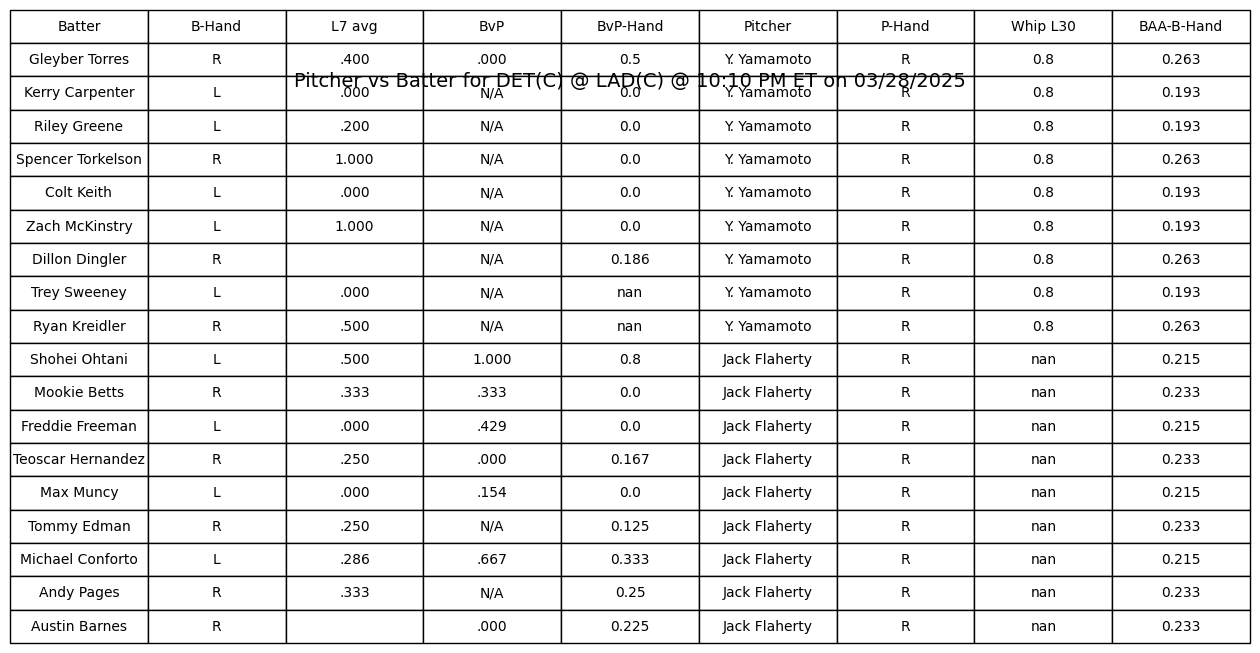 Batter B-Hand L7 avg BvP BvP-Hand Pitcher P-Hand Whip L30 BAA-B-Hand
Gleyber Torres R .400 .000 0.5 Y. Yamamoto R 0.8 0.263
Pitcher vs Batter for DET(C) @ LAD(C) @ 10:10 PM ET on 03/28/2025
Kerry Carpenter L .000 N/A 0.0 Y. Yamamoto R 0.8 0.193
Riley Greene L .200 N/A 0.0 Y. Yamamoto R 0.8 0.193
Spencer Torkelson R 1.000 N/A 0.0 Y. Yamamoto R 0.8 0.263
Colt Keith L .000 N/A 0.0 Y. Yamamoto R 0.8 0.193
Zach McKinstry L 1.000 N/A 0.0 Y. Yamamoto R 0.8 0.193
Dillon Dingler R N/A 0.186 Y. Yamamoto R 0.8 0.263
Trey Sweeney L .000 N/A nan Y. Yamamoto R 0.8 0.193
Ryan Kreidler R .500 N/A nan Y. Yamamoto R 0.8 0.263
Shohei Ohtani L .500 1.000 0.8 Jack Flaherty R nan 0.215
Mookie Betts R .333 .333 0.0 Jack Flaherty R nan 0.233
Freddie Freeman L .000 .429 0.0 Jack Flaherty R nan 0.215
Teoscar Hernandez R .250 .000 0.167 Jack Flaherty R nan 0.233
Max Muncy L .000 .154 0.0 Jack Flaherty R nan 0.215
Tommy Edman R .250 N/A 0.125 Jack Flaherty R nan 0.233
Michael Conforto L .286 .667 0.333 Jack Flaherty R nan 0.215
Andy Pages R .333 N/A 0.25 Jack Flaherty R nan 0.233
Austin Barnes R .000 0.225 Jack Flaherty R nan 0.233